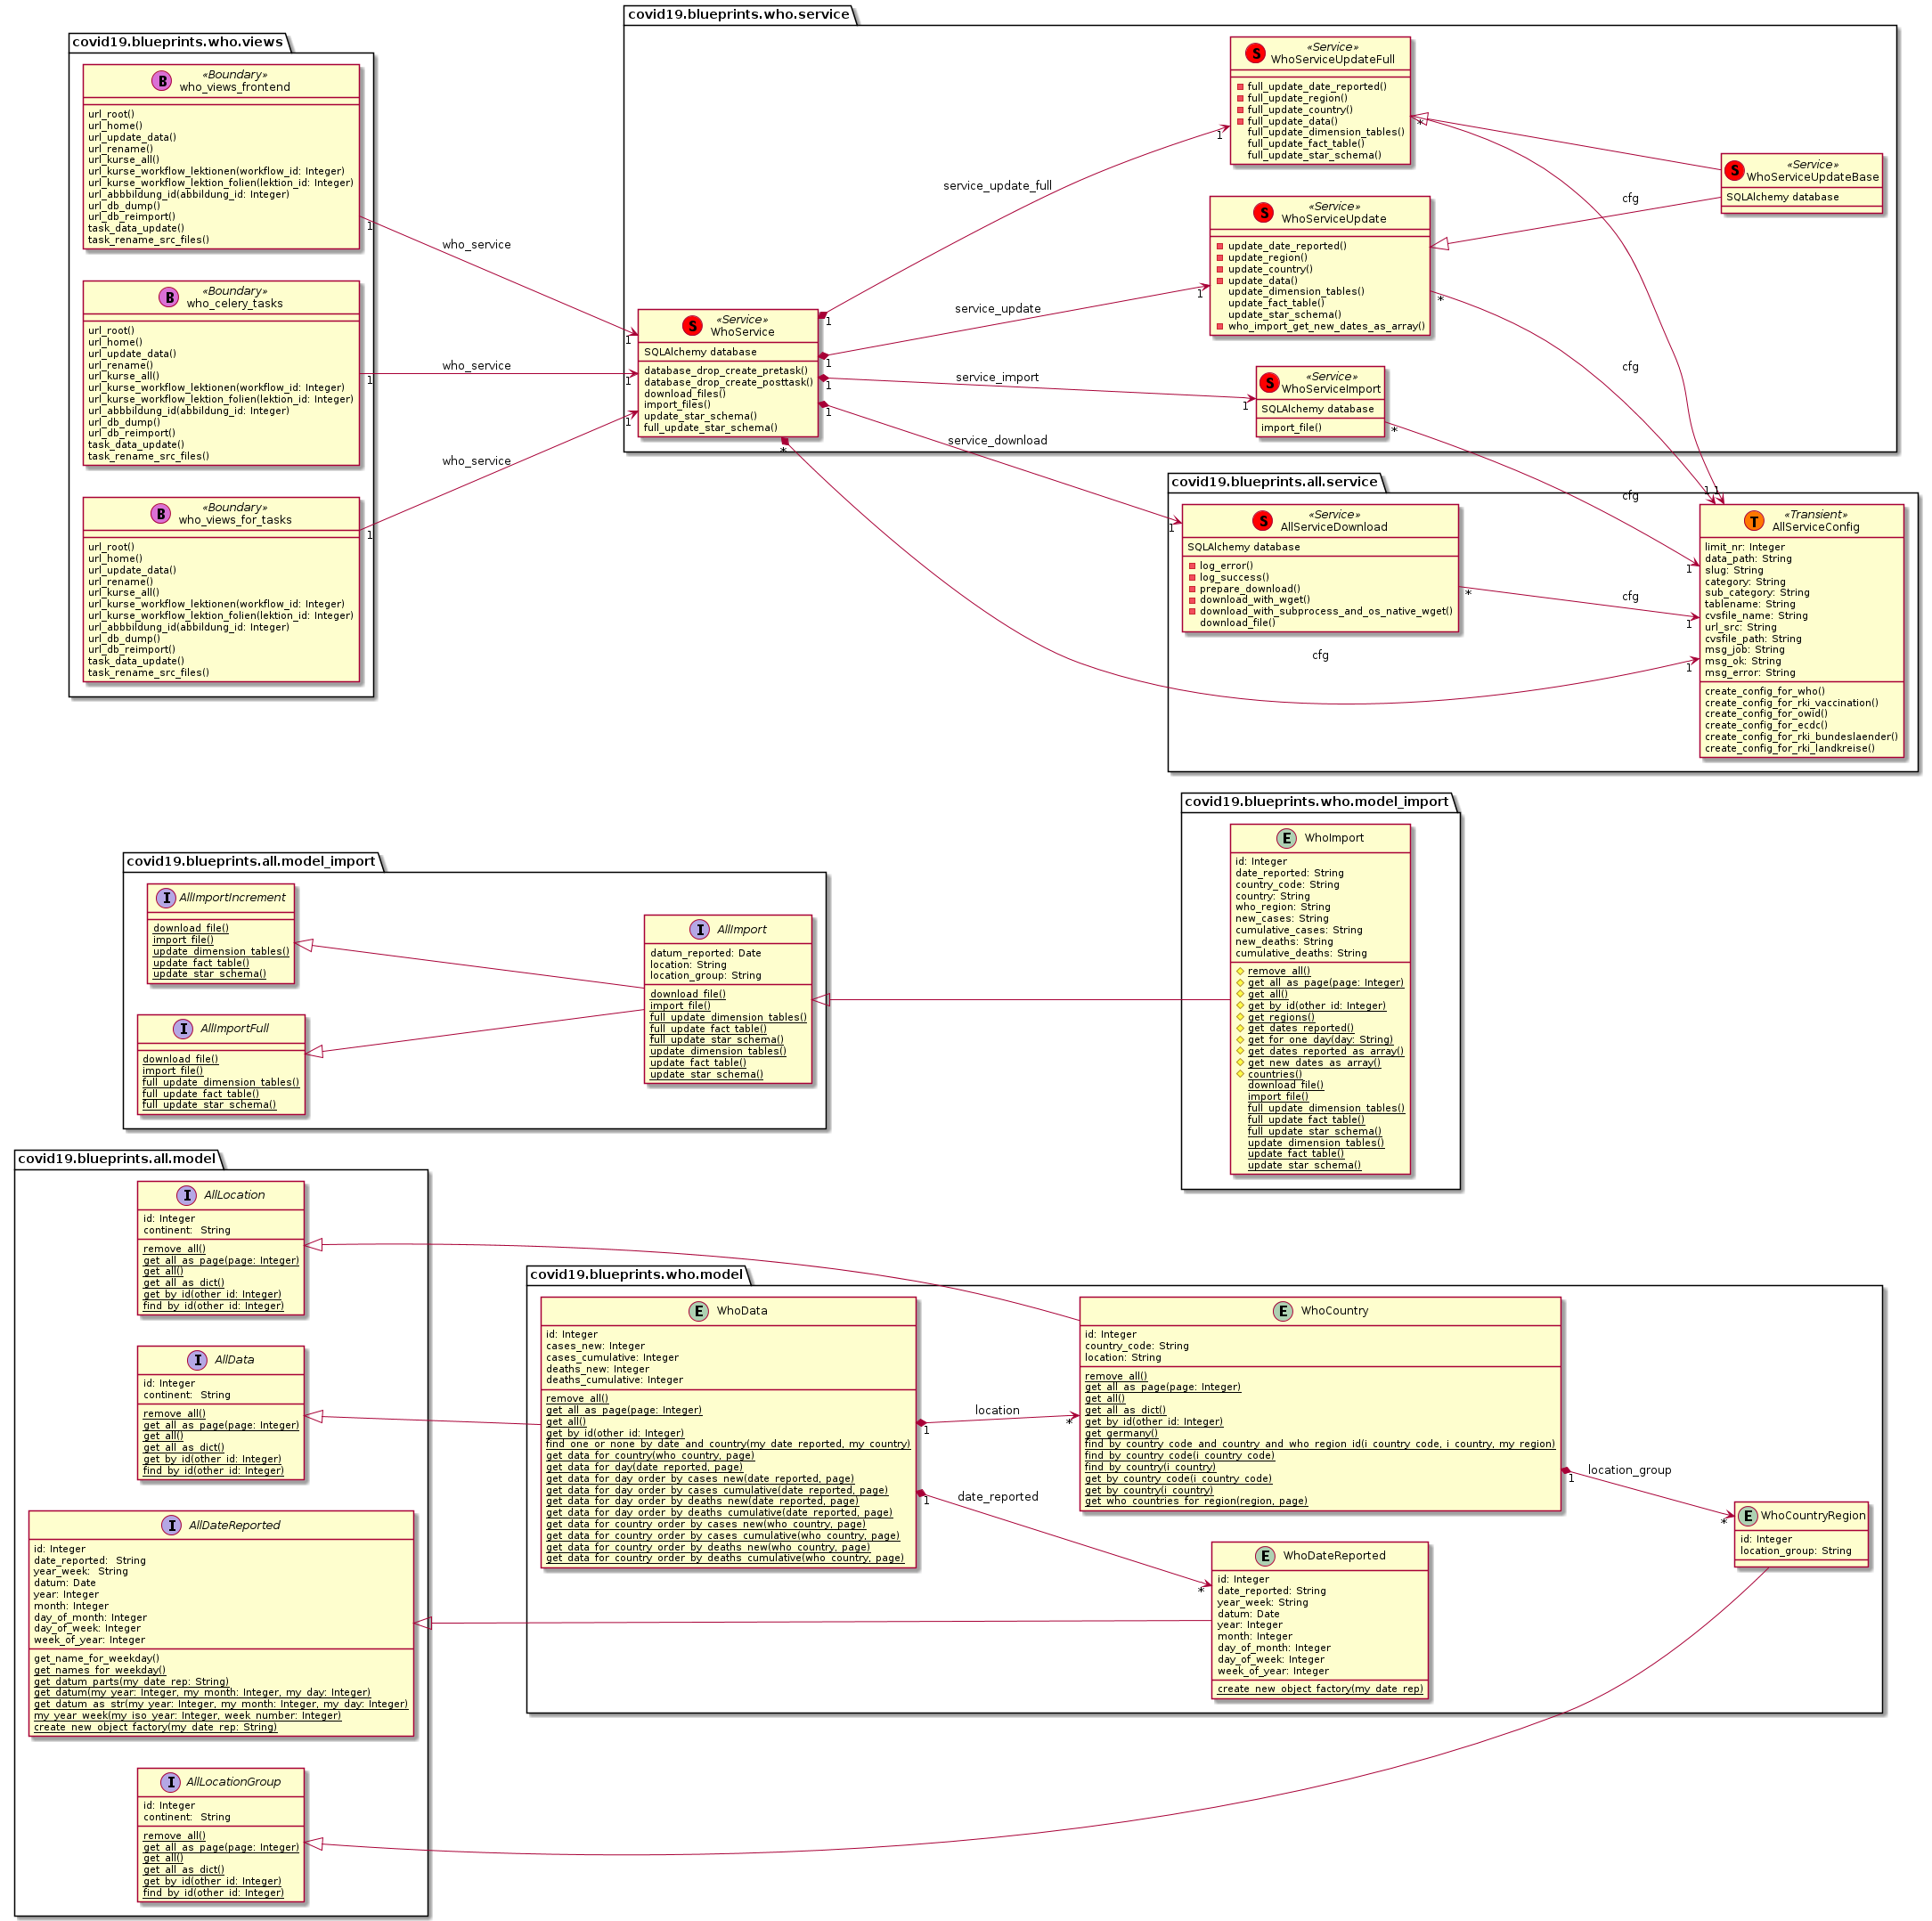 covid19.blueprints.who.views
«Boundary»
who_views_frontend
url_root()
url_home()
url_update_data()
url_rename()
url_kurse_all()
url_kurse_workflow_lektionen(workflow_id: Integer)
url_kurse_workflow_lektion_folien(lektion_id: Integer)
url_abbbildung_id(abbildung_id: Integer)
url_db_dump()
url_db_reimport()
task_data_update()
task_rename_src_files()
«Boundary»
who_celery_tasks
url_root()
url_home()
url_update_data()
url_rename()
url_kurse_all()
url_kurse_workflow_lektionen(workflow_id: Integer)
url_kurse_workflow_lektion_folien(lektion_id: Integer)
url_abbbildung_id(abbildung_id: Integer)
url_db_dump()
url_db_reimport()
task_data_update()
task_rename_src_files()
«Boundary»
who_views_for_tasks
url_root()
url_home()
url_update_data()
url_rename()
url_kurse_all()
url_kurse_workflow_lektionen(workflow_id: Integer)
url_kurse_workflow_lektion_folien(lektion_id: Integer)
url_abbbildung_id(abbildung_id: Integer)
url_db_dump()
url_db_reimport()
task_data_update()
task_rename_src_files()
1
who_service
1
1
who_service
1
1
who_service
1
covid19.blueprints.who.service
«Service»
WhoService
SQLAlchemy database
database_drop_create_pretask()
database_drop_create_posttask()
download_files()
import_files()
update_star_schema()
full_update_star_schema()
1
service_update_full
1
1
service_update
1
1
service_import
1
1
service_download
1
*
cfg
1
«Service»
WhoServiceUpdateFull
full_update_date_reported()
full_update_region()
full_update_country()
full_update_data()
full_update_dimension_tables()
full_update_fact_table()
full_update_star_schema()
*
cfg
1
«Service»
WhoServiceUpdate
update_date_reported()
update_region()
update_country()
update_data()
update_dimension_tables()
update_fact_table()
update_star_schema()
who_import_get_new_dates_as_array()
*
cfg
1
«Service»
WhoServiceUpdateBase
SQLAlchemy database
«Service»
WhoServiceImport
SQLAlchemy database
import_file()
*
cfg
1
covid19.blueprints.all.service
«Service»
AllServiceDownload
SQLAlchemy database
log_error()
log_success()
prepare_download()
download_with_wget()
download_with_subprocess_and_os_native_wget()
download_file()
*
cfg
1
«Transient»
AllServiceConfig
limit_nr: Integer
data_path: String
slug: String
category: String
sub_category: String
tablename: String
cvsfile_name: String
url_src: String
cvsfile_path: String
msg_job: String
msg_ok: String
msg_error: String
create_config_for_who()
create_config_for_rki_vaccination()
create_config_for_owid()
create_config_for_ecdc()
create_config_for_rki_bundeslaender()
create_config_for_rki_landkreise()
covid19.blueprints.all.model_import
AllImportIncrement
download_file()
import_file()
update_dimension_tables()
update_fact_table()
update_star_schema()
AllImportFull
download_file()
import_file()
full_update_dimension_tables()
full_update_fact_table()
full_update_star_schema()
AllImport
datum_reported: Date
location: String
location_group: String
download_file()
import_file()
full_update_dimension_tables()
full_update_fact_table()
full_update_star_schema()
update_dimension_tables()
update_fact_table()
update_star_schema()
covid19.blueprints.who.model_import
WhoImport
id: Integer
date_reported: String
country_code: String
country: String
who_region: String
new_cases: String
cumulative_cases: String
new_deaths: String
cumulative_deaths: String
remove_all()
get_all_as_page(page: Integer)
get_all()
get_by_id(other_id: Integer)
get_regions()
get_dates_reported()
get_for_one_day(day: String)
get_dates_reported_as_array()
get_new_dates_as_array()
countries()
download_file()
import_file()
full_update_dimension_tables()
full_update_fact_table()
full_update_star_schema()
update_dimension_tables()
update_fact_table()
update_star_schema()
covid19.blueprints.all.model
AllLocation
id: Integer
continent: String
remove_all()
get_all_as_page(page: Integer)
get_all()
get_all_as_dict()
get_by_id(other_id: Integer)
find_by_id(other_id: Integer)
AllData
id: Integer
continent: String
remove_all()
get_all_as_page(page: Integer)
get_all()
get_all_as_dict()
get_by_id(other_id: Integer)
find_by_id(other_id: Integer)
AllDateReported
id: Integer
date_reported: String
year_week: String
datum: Date
year: Integer
month: Integer
day_of_month: Integer
day_of_week: Integer
week_of_year: Integer
get_name_for_weekday()
get_names_for_weekday()
get_datum_parts(my_date_rep: String)
get_datum(my_year: Integer, my_month: Integer, my_day: Integer)
get_datum_as_str(my_year: Integer, my_month: Integer, my_day: Integer)
my_year_week(my_iso_year: Integer, week_number: Integer)
create_new_object_factory(my_date_rep: String)
AllLocationGroup
id: Integer
continent: String
remove_all()
get_all_as_page(page: Integer)
get_all()
get_all_as_dict()
get_by_id(other_id: Integer)
find_by_id(other_id: Integer)
covid19.blueprints.who.model
WhoData
id: Integer
cases_new: Integer
cases_cumulative: Integer
deaths_new: Integer
deaths_cumulative: Integer
remove_all()
get_all_as_page(page: Integer)
get_all()
get_by_id(other_id: Integer)
find_one_or_none_by_date_and_country(my_date_reported, my_country)
get_data_for_country(who_country, page)
get_data_for_day(date_reported, page)
get_data_for_day_order_by_cases_new(date_reported, page)
get_data_for_day_order_by_cases_cumulative(date_reported, page)
get_data_for_day_order_by_deaths_new(date_reported, page)
get_data_for_day_order_by_deaths_cumulative(date_reported, page)
get_data_for_country_order_by_cases_new(who_country, page)
get_data_for_country_order_by_cases_cumulative(who_country, page)
get_data_for_country_order_by_deaths_new(who_country, page)
get_data_for_country_order_by_deaths_cumulative(who_country, page)
1
location
*
1
date_reported
*
WhoCountry
id: Integer
country_code: String
location: String
remove_all()
get_all_as_page(page: Integer)
get_all()
get_all_as_dict()
get_by_id(other_id: Integer)
get_germany()
find_by_country_code_and_country_and_who_region_id(i_country_code, i_country, my_region)
find_by_country_code(i_country_code)
find_by_country(i_country)
get_by_country_code(i_country_code)
get_by_country(i_country)
get_who_countries_for_region(region, page)
1
location_group
*
WhoDateReported
id: Integer
date_reported: String
year_week: String
datum: Date
year: Integer
month: Integer
day_of_month: Integer
day_of_week: Integer
week_of_year: Integer
create_new_object_factory(my_date_rep)
WhoCountryRegion
id: Integer
location_group: String